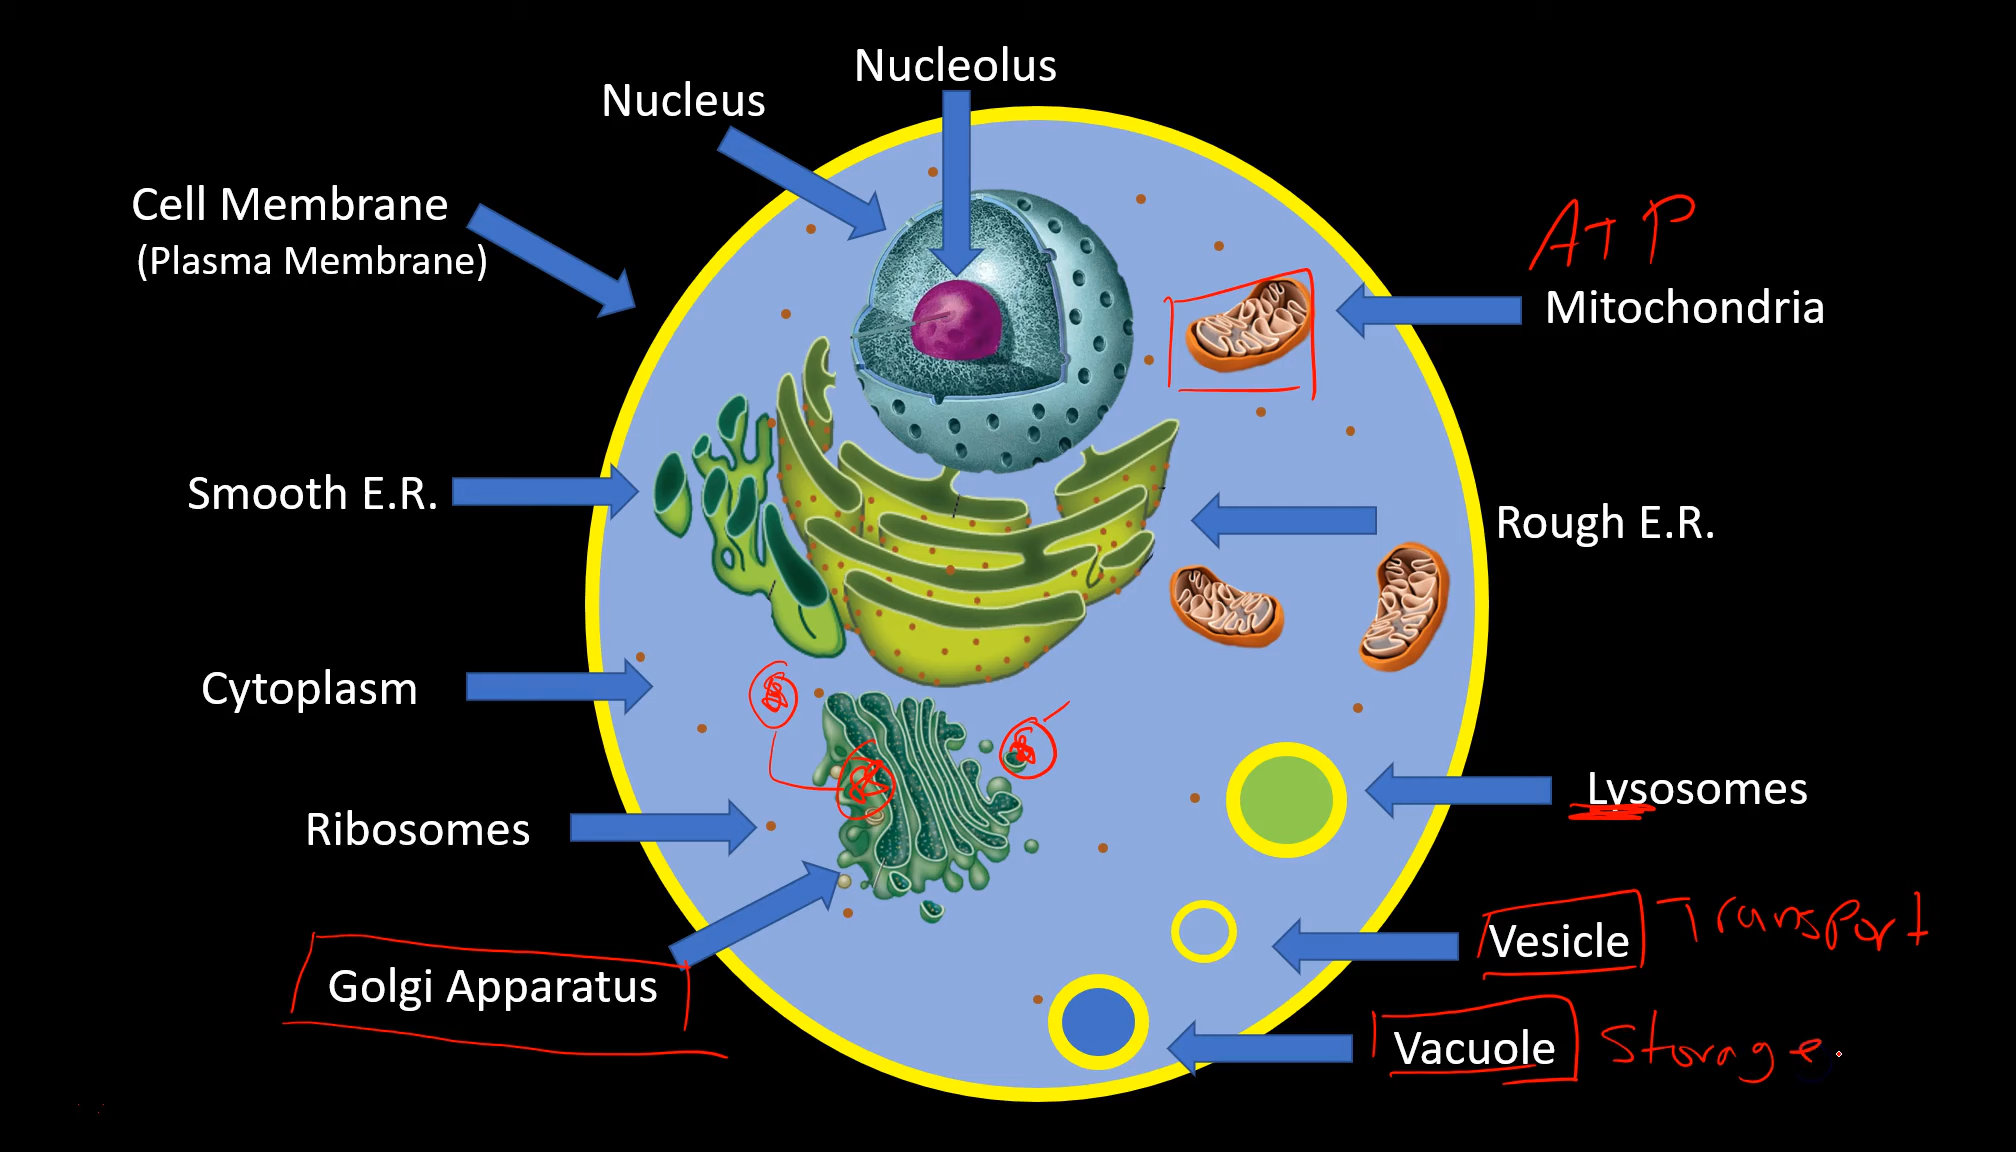 Nucleolus
Nucleus
Cell Membrane
(Plasma Membrane)
ATP
Mitochondria
Smooth E.R.
Rough E.R.
Cytoplasm
Lysosomes
Ribosomes
Vesicle Transport
Golgi Apparatus
Vacuole Storage.